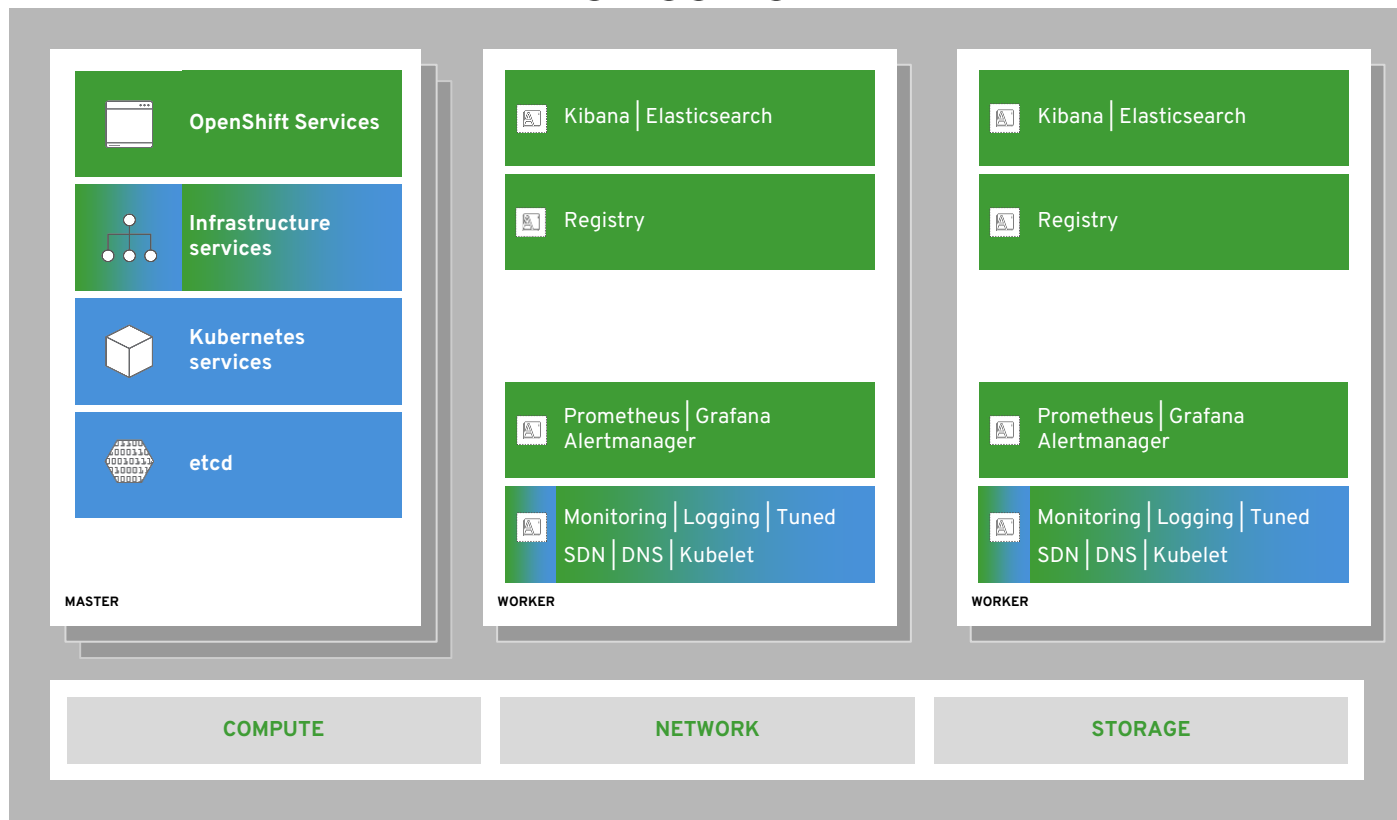 OpenShift Services
Infrastructure
services
Kubernetes
services
etcd
MASTER
Kibana | Elasticsearch
Registry
Prometheus | Grafana
Alertmanager
Monitoring | Logging | Tuned
SDN | DNS | Kubelet
WORKER
Kibana | Elasticsearch
Registry
Prometheus | Grafana
Alertmanager
Monitoring | Logging | Tuned
SDN | DNS | Kubelet
WORKER
COMPUTE
NETWORK
STORAGE